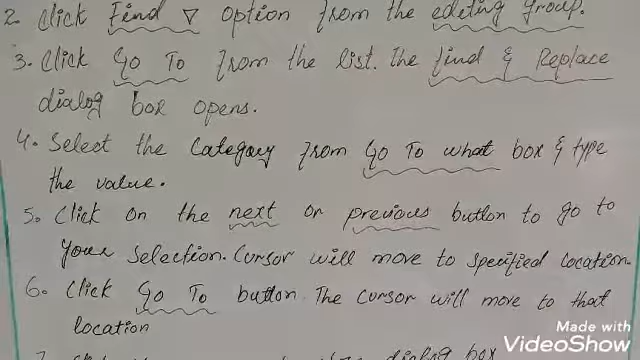 2. Click Find ▽ option from the editing group.
3. Click Go To from the list. The find & Replace
dialog box opens.
4. Select the Category from Go To what box & type
the value.
5. Click on the next or previous button to go to
your selection. Cursor will move to specified location.
6. Click Go To button. The cursor will move to that
location
dialog box
Made with
VideoShow